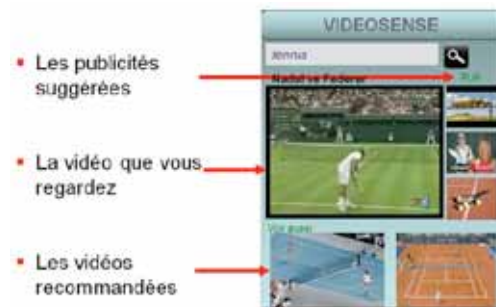 VIDEOSENSE
tennis
Les publicités
suggérées
Nadal vs Federer
La vidéo que vous
regardez
Les vidéos
recommandées